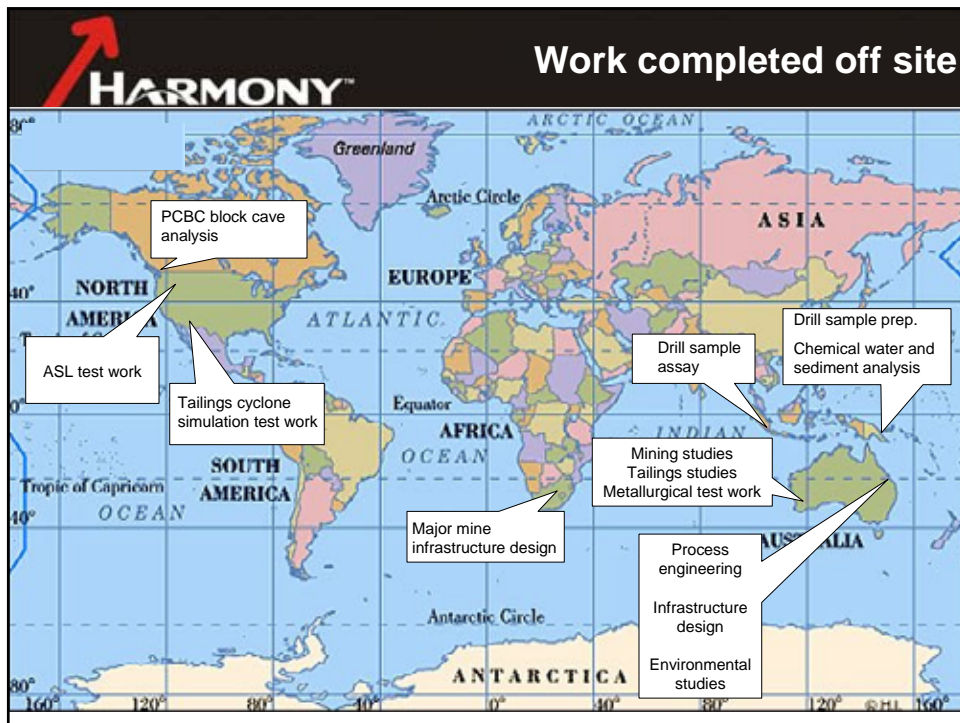 HARMONY™
Work completed off site
80°
ARCTIC OCEAN
Greenland
Arctic Circle
ASIA
PCBC block cave
analysis
NORTH
AMERICA
EUROPE
40°
ATLANTIC
OCEAN
ASL test work
Tailings cyclone
simulation test work
Drill sample
assay
Drill sample prep.
Chemical water and
sediment analysis
0°
Equator
AFRICA
INDIAN
SOUTH
AMERICA
Mining studies
Tailings studies
Metallurgical test work
Tropic of Capricorn
OCEAN
Major mine
infrastructure design
40°
AUSTRALIA
Process
engineering
Infrastructure
design
Environmental
studies
Antarctic Circle
ANTARCTICA
80°
160° 120° 80° 40° 0° 40° 80° 120° 160°